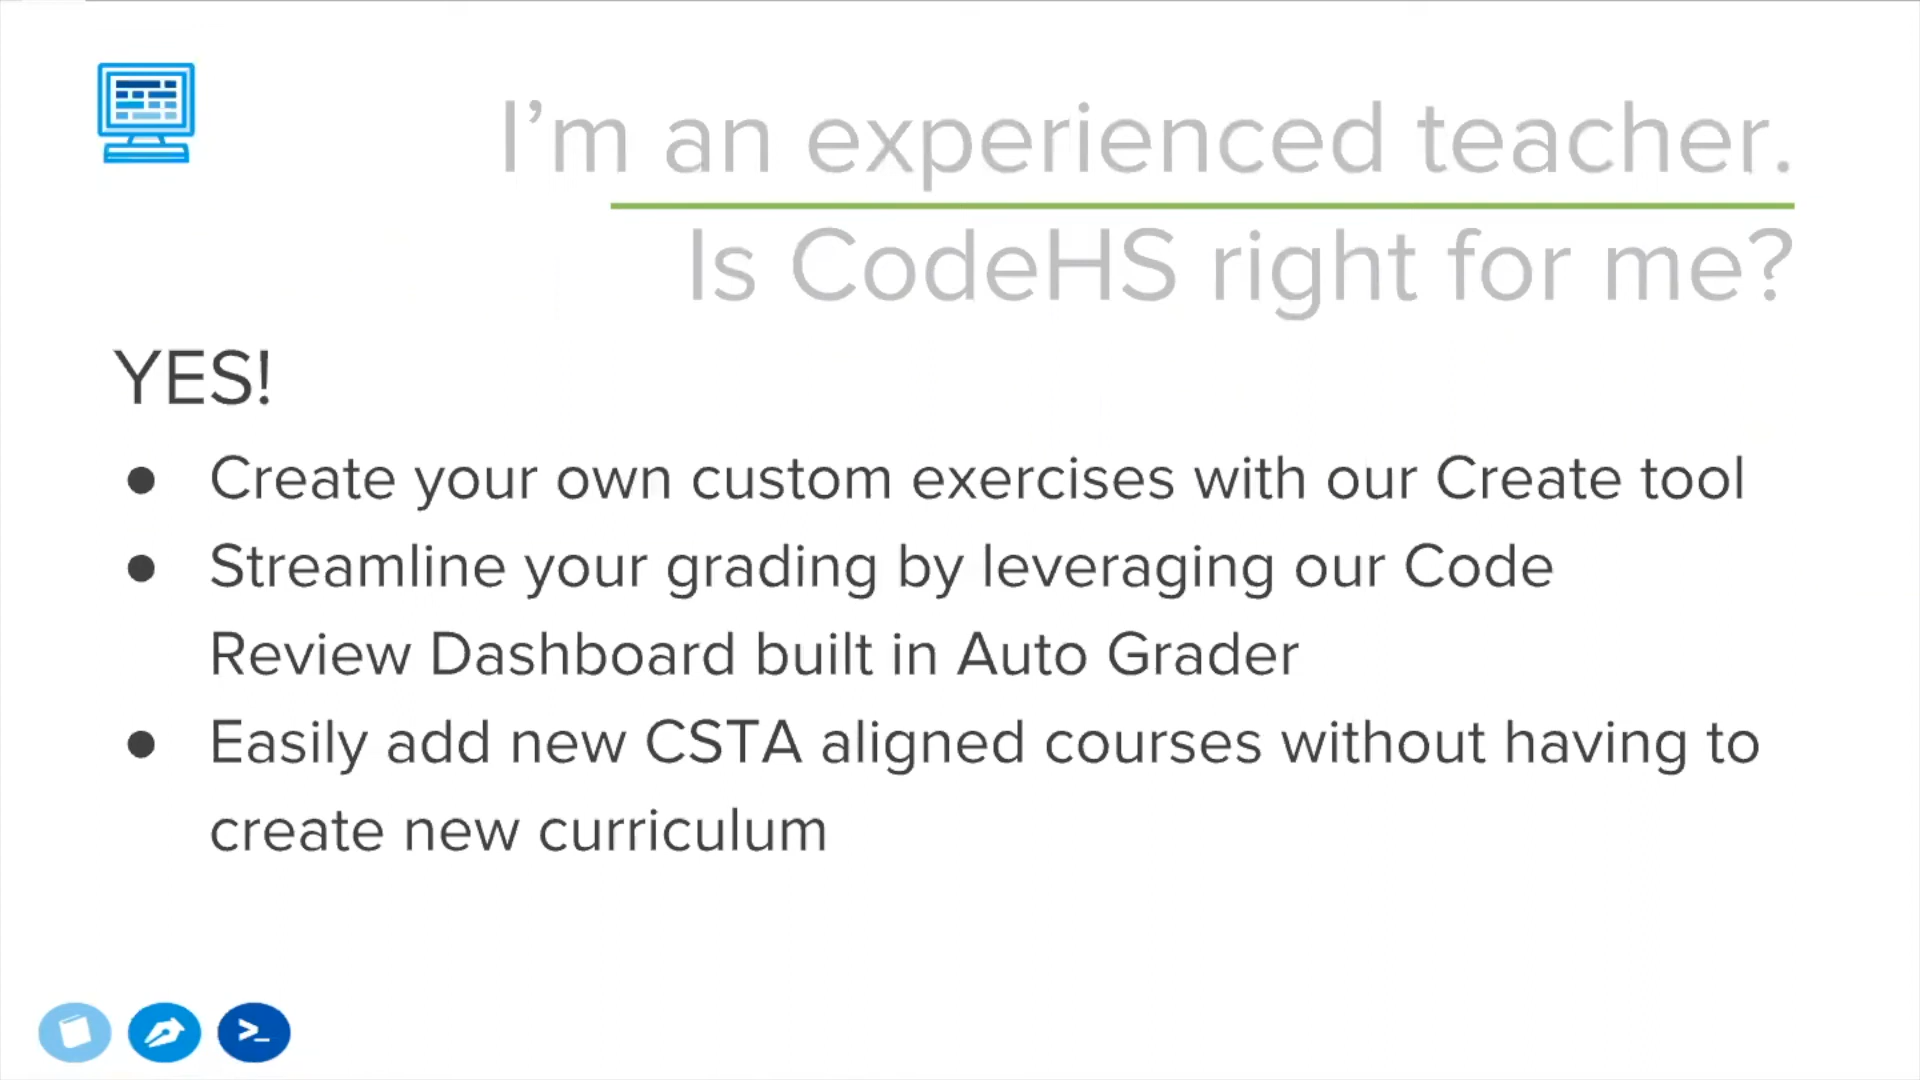 I’m an experienced teacher.
Is CodeHS right for me?
YES!
● Create your own custom exercises with our Create tool
● Streamline your grading by leveraging our Code
Review Dashboard built in Auto Grader
● Easily add new CSTA aligned courses without having to
create new curriculum
>_